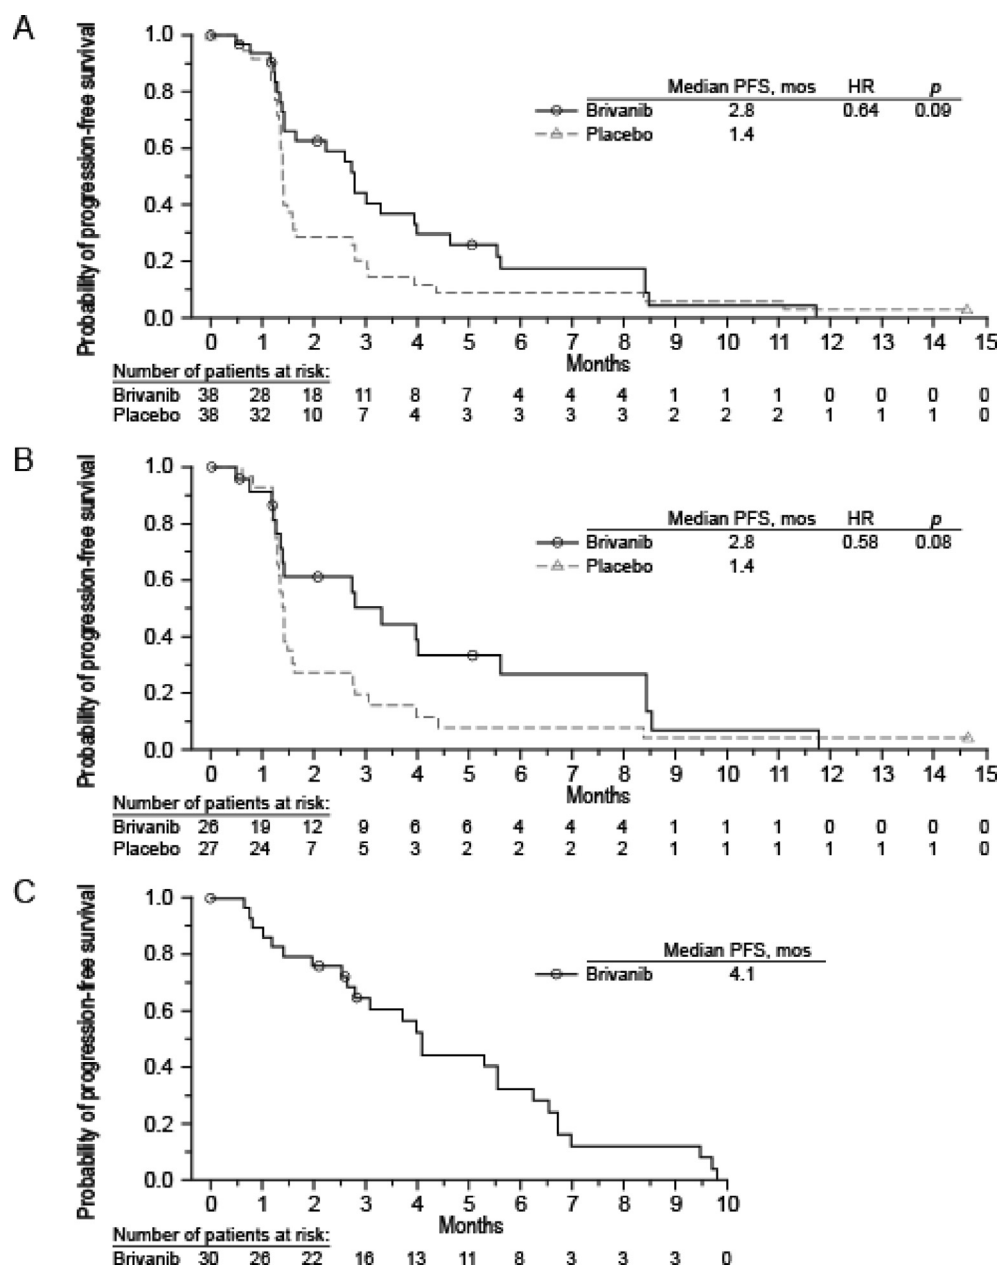 A
Probability of progression-free survival
1.0
0.8
0.6
0.4
0.2
0.0
Median PFS, mos HR p
Brivanib 2.8 0.64 0.09
Placebo 1.4
0 1 2 3 4 5 6 7 8 9 10 11 12 13 14 15
Months
Number of patients at risk:
Brivanib 38 28 18 11 8 7 4 4 4 1 1 1 0 0 0 0
Placebo 38 32 10 7 4 3 3 3 3 2 2 2 1 1 1 0
B
Probability of progression-free survival
1.0
0.8
0.6
0.4
0.2
0.0
Median PFS, mos HR p
Brivanib 2.8 0.58 0.08
Placebo 1.4
0 1 2 3 4 5 6 7 8 9 10 11 12 13 14 15
Months
Number of patients at risk:
Brivanib 26 19 12 9 6 6 4 4 4 1 1 1 0 0 0 0
Placebo 27 24 7 5 3 2 2 2 2 1 1 1 1 1 1 0
C
Probability of progression-free survival
1.0
0.8
0.6
0.4
0.2
0.0
Median PFS, mos
Brivanib 4.1
0 1 2 3 4 5 6 7 8 9 10
Months
Number of patients at risk:
Brivanib 30 26 22 16 13 11 8 3 3 3 0